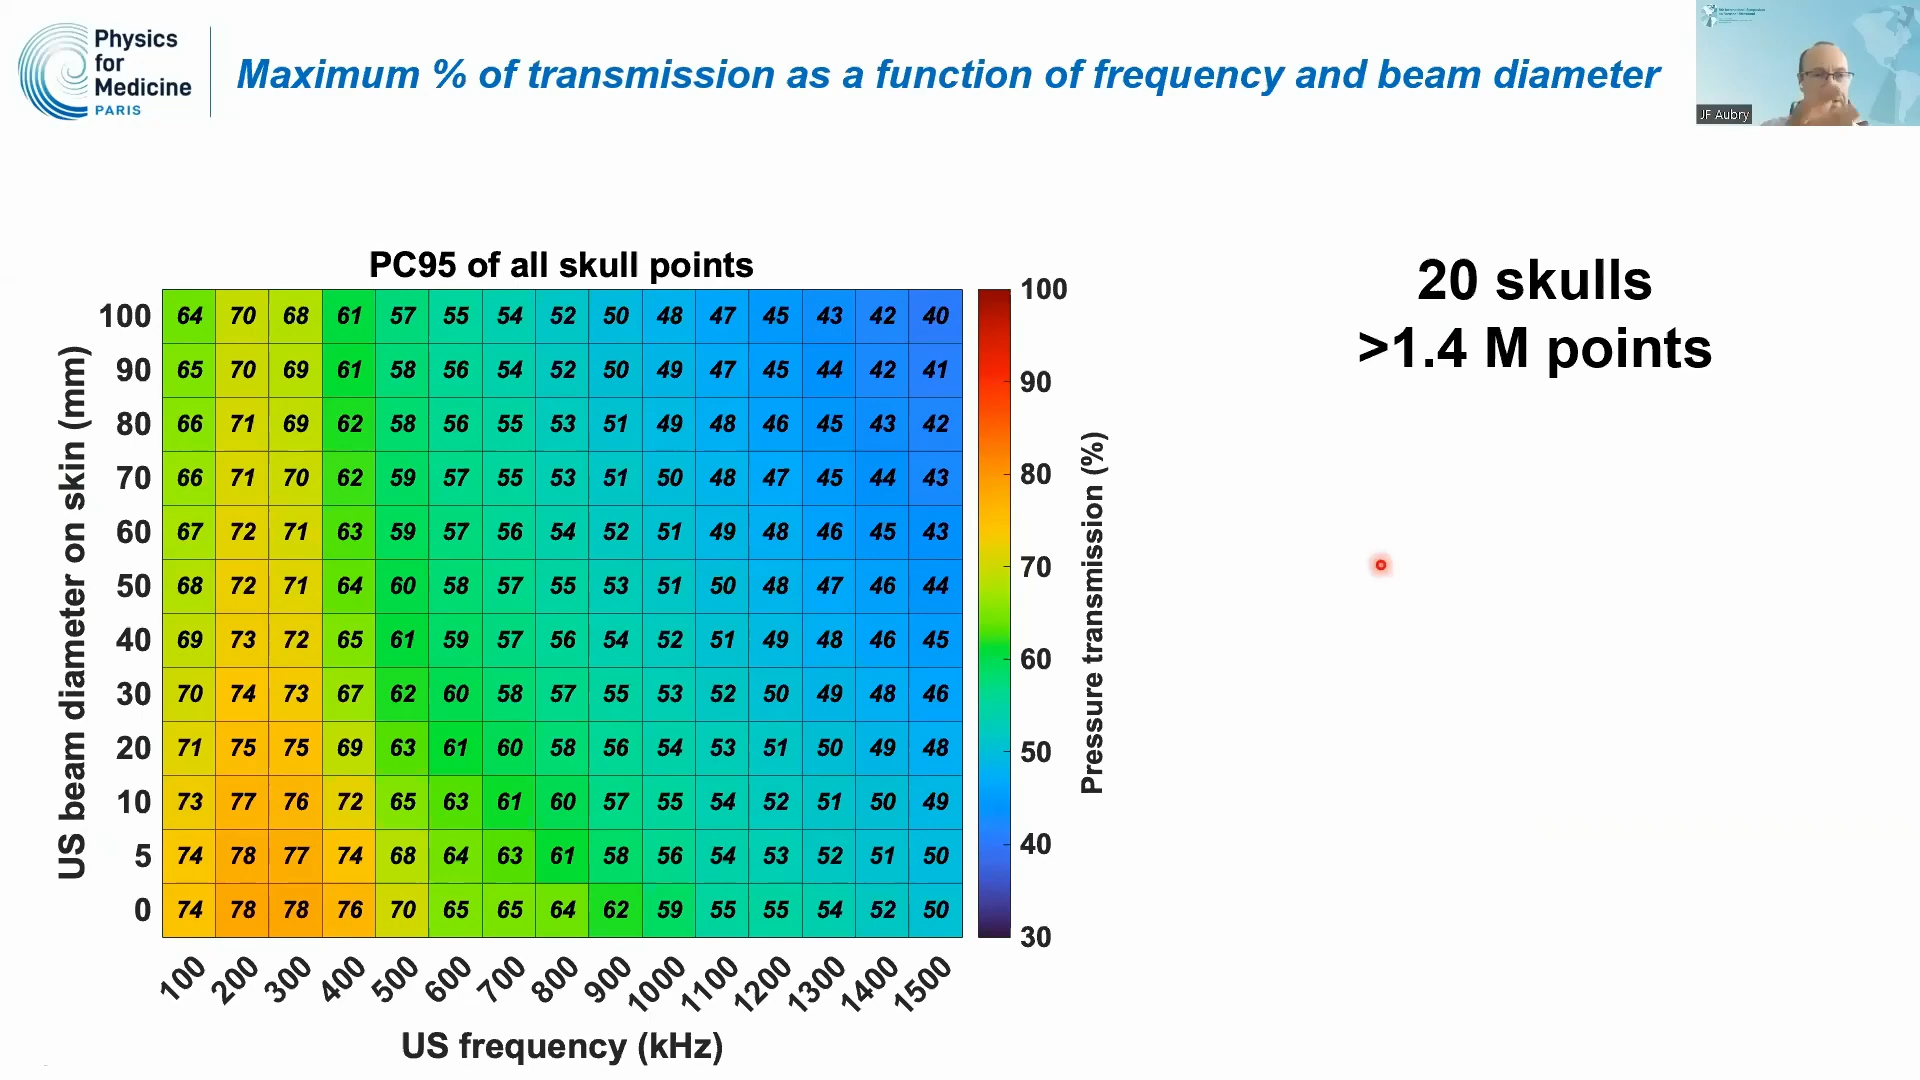 Physics
for
Medicine
PARIS
Maximum % of transmission as a function of frequency and beam diameter
JF Aubry
PC95 of all skull points
20 skulls
>1.4 M points
US beam diameter on skin (mm)
100 64 70 68 61 57 55 54 52 50 48 47 45 43 42 40
90 65 70 69 61 58 56 54 52 50 49 47 45 44 42 41
80 66 71 69 62 58 56 55 53 51 49 48 46 45 43 42
70 66 71 70 62 59 57 55 53 51 50 48 47 45 44 43
60 67 72 71 63 59 57 56 54 52 51 49 48 46 45 43
50 68 72 71 64 60 58 57 55 53 51 50 48 47 46 44
40 69 73 72 65 61 59 57 56 54 52 51 49 48 46 45
30 70 74 73 67 62 60 58 57 55 53 52 50 49 48 46
20 71 75 75 69 63 61 60 58 56 54 53 51 50 49 48
10 73 77 76 72 65 63 61 60 57 55 54 52 51 50 49
5 74 78 77 74 68 64 63 61 58 56 54 53 52 51 50
0 74 78 78 76 70 65 65 64 62 59 55 55 54 52 50
100 200 300 400 500 600 700 800 900 1000 1100 1200 1300 1400 1500
US frequency (kHz)
100
90
80
70
60
50
40
30
Pressure transmission (%)